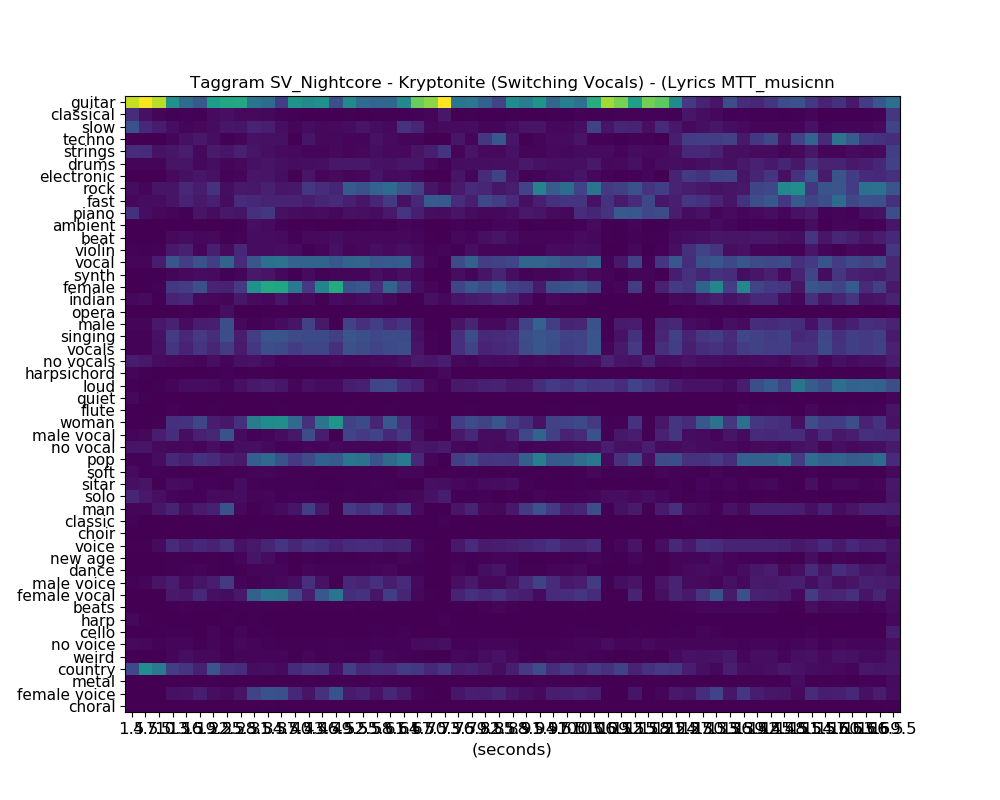 Taggram SV_Nightcore - Kryptonite (Switching Vocals) - (Lyrics MTT_musicnn
guitar
classical
slow
techno
strings
drums
electronic
rock
fast
piano
ambient
beat
violin
vocal
synth
female
indian
opera
male
singing
vocals
no vocals
harpsichord
loud
quiet
flute
woman
male vocal
no vocal
pop
soft
sitar
solo
man
classic
choir
voice
new age
dance
male voice
female vocal
beats
harp
cello
no voice
weird
country
metal
female voice
choral
(seconds)